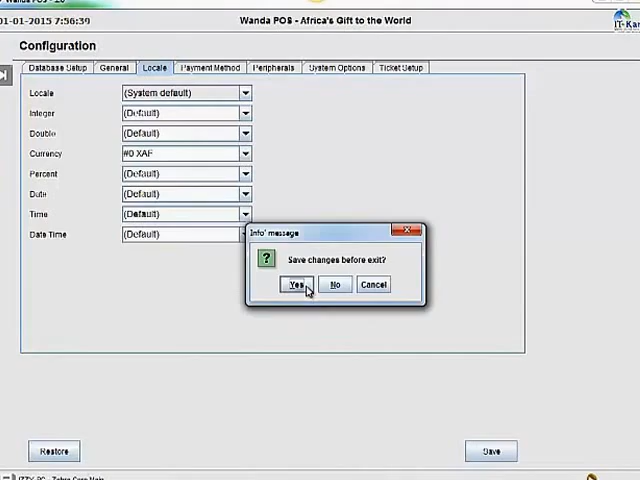 01-01-2015 7:56:39
Wanda POS - Africa's Gift to the World
IT-Kar
Configuration
Database Setup General Locale Payment Method Peripherals System Options Ticket Setup
Locale (System default)
Integer (Default)
Double (Default)
Currency #0 XAF
Percent (Default)
Date (Default)
Time (Default)
Date Time (Default)
Info' message
? Save changes before exit?
Yes No Cancel
Restore Save